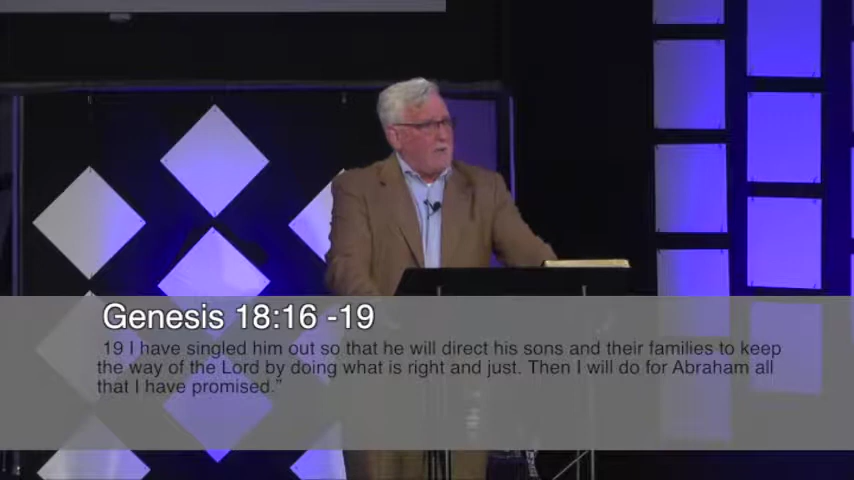 Genesis 18:16 -19
19 I have singled him out so that he will direct his sons and their families to keep
the way of the Lord by doing what is right and just. Then I will do for Abraham all
that I have promised.”